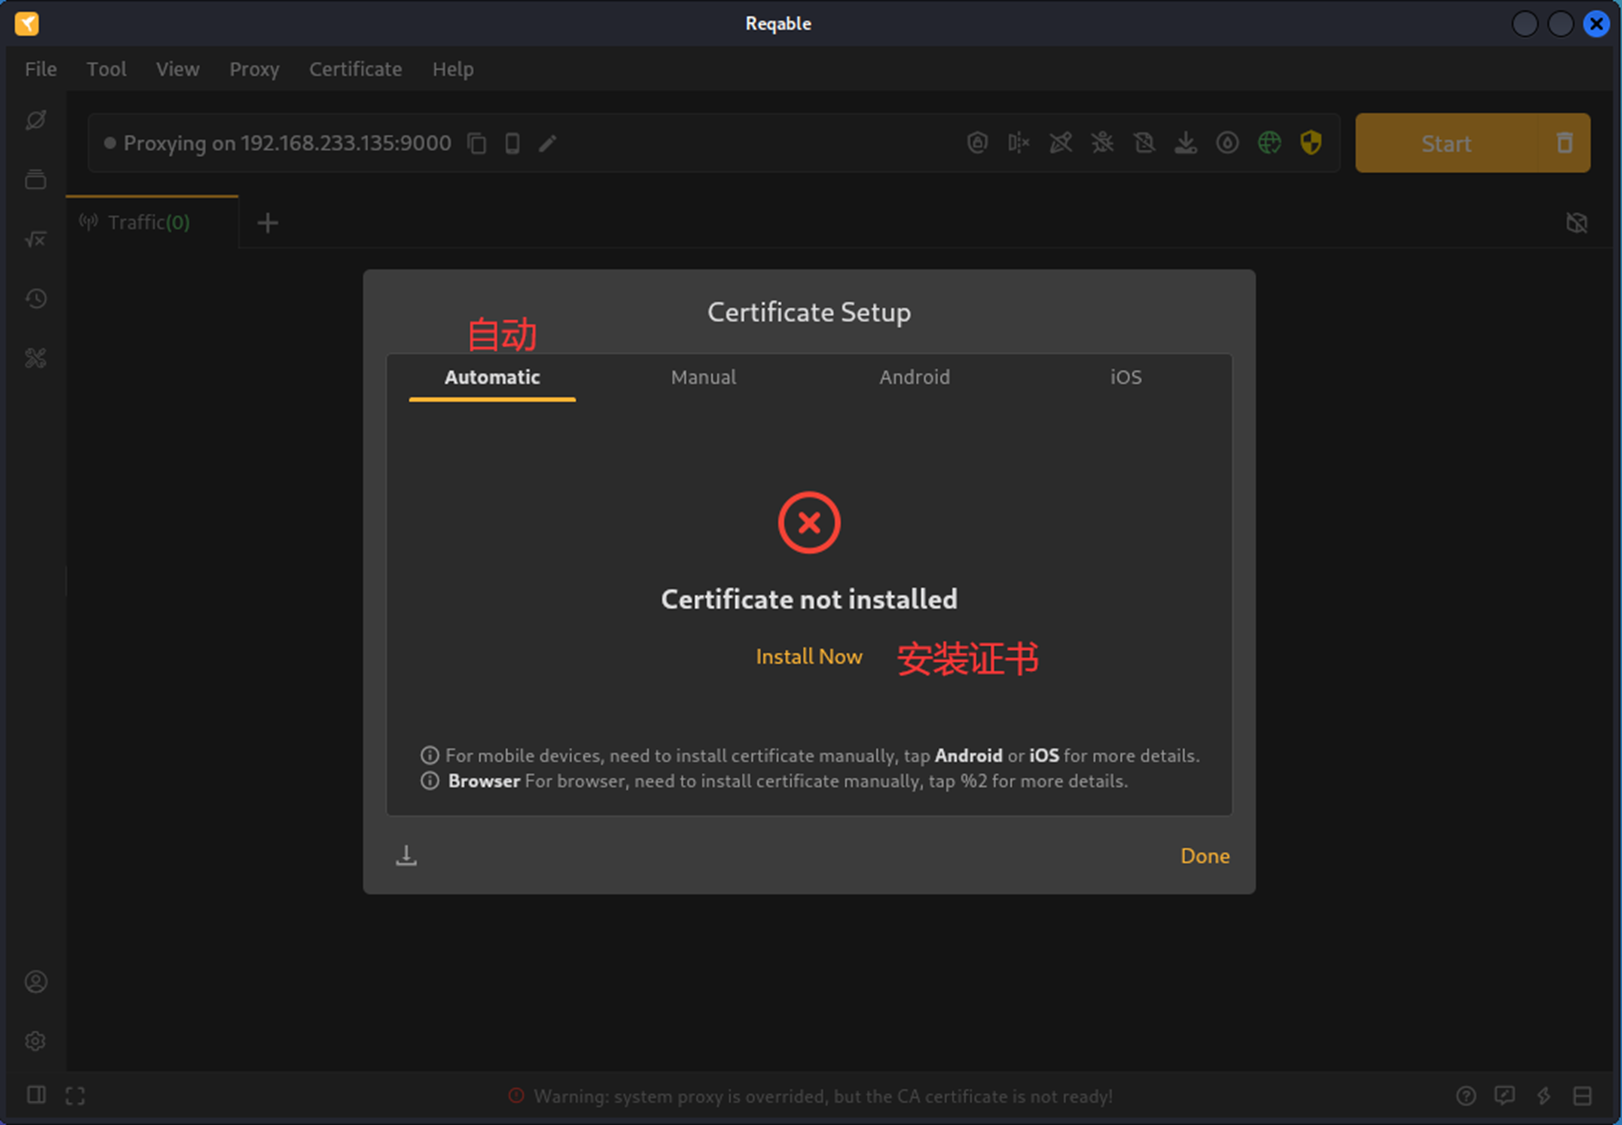 Reqable
File Tool View Proxy Certificate Help
Proxying on 192.168.233.135:9000
Start
Traffic(0)
Certificate Setup
自动
Automatic Manual Android iOS
Certificate not installed
Install Now 安装证书
For mobile devices, need to install certificate manually, tap Android or iOS for more details.
Browser For browser, need to install certificate manually, tap %2 for more details.
Done
Warning: system proxy is overridden, but the CA certificate is not ready!